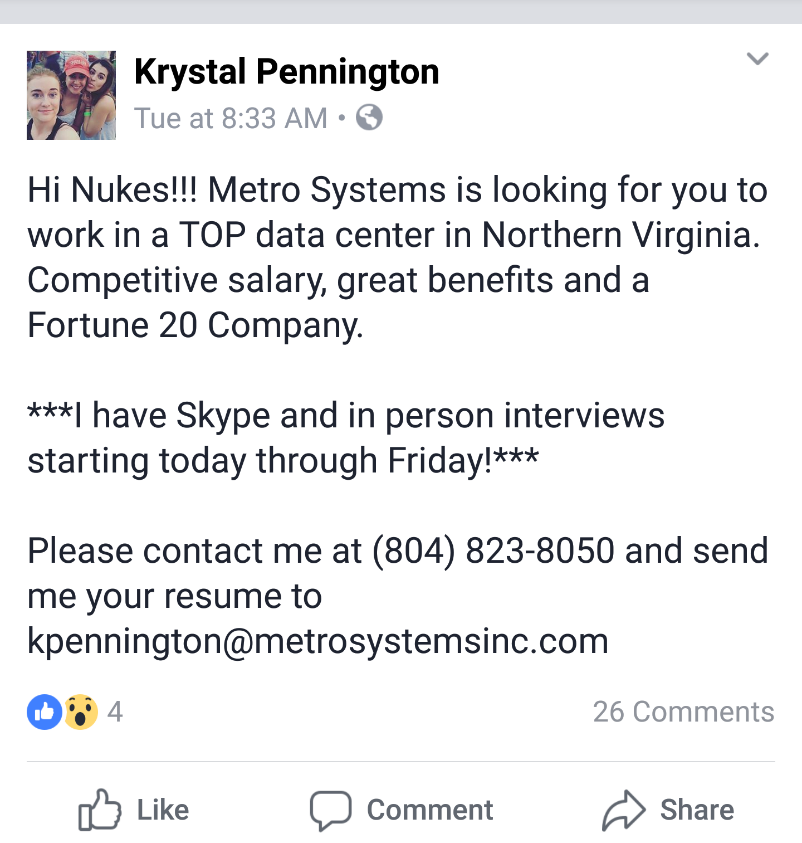 Krystal Pennington
Tue at 8:33 AM •
Hi Nukes!!! Metro Systems is looking for you to
work in a TOP data center in Northern Virginia.
Competitive salary, great benefits and a
Fortune 20 Company.
***I have Skype and in person interviews
starting today through Friday!***
Please contact me at (804) 823-8050 and send
me your resume to
kpennington@metrosystemsinc.com
4 26 Comments
Like Comment Share